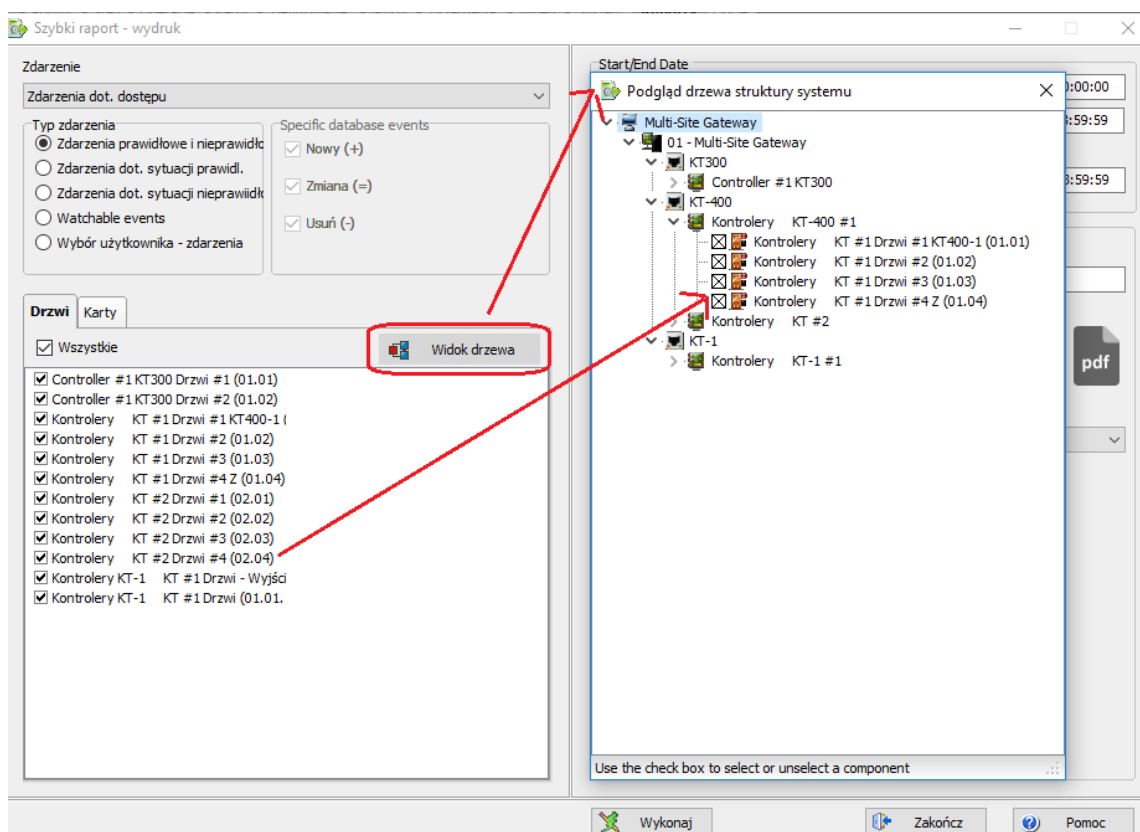 Szybki raport - wydruk
Zdarzenie
Zdarzenia dot. dostępu
Typ zdarzenia
Zdarzenia prawidłowe i nieprawidło
Zdarzenia dot. sytuacji prawidl.
Zdarzenia dot. sytuacji nieprawiidło
Watchable events
Wybór użytkownika - zdarzenia
Specific database events
Nowy (+)
Zmiana (=)
Usuń (-)
Drzwi
Karty
Wszystkie
Widok drzewa
Controller #1 KT300 Drzwi #1 (01.01)
Controller #1 KT300 Drzwi #2 (01.02)
Kontrolery KT #1 Drzwi #1 KT400-1 (
Kontrolery KT #1 Drzwi #2 (01.02)
Kontrolery KT #1 Drzwi #3 (01.03)
Kontrolery KT #1 Drzwi #4 Z (01.04)
Kontrolery KT #2 Drzwi #1 (02.01)
Kontrolery KT #2 Drzwi #2 (02.02)
Kontrolery KT #2 Drzwi #3 (02.03)
Kontrolery KT #2 Drzwi #4 (02.04)
Kontrolery KT-1 KT #1 Drzwi - Wyjści
Kontrolery KT-1 KT #1 Drzwi (01.01.
Start/End Date
:00:00
:59:59
:59:59
Podgląd drzewa struktury systemu
Multi-Site Gateway
01 - Multi-Site Gateway
KT300
Controller #1 KT300
KT-400
Kontrolery KT-400 #1
Kontrolery KT #1 Drzwi #1 KT400-1 (01.01)
Kontrolery KT #1 Drzwi #2 (01.02)
Kontrolery KT #1 Drzwi #3 (01.03)
Kontrolery KT #1 Drzwi #4 Z (01.04)
Kontrolery KT #2
KT-1
Kontrolery KT-1 #1
Use the check box to select or unselect a component
pdf
Wykonaj
Zakończ
Pomoc